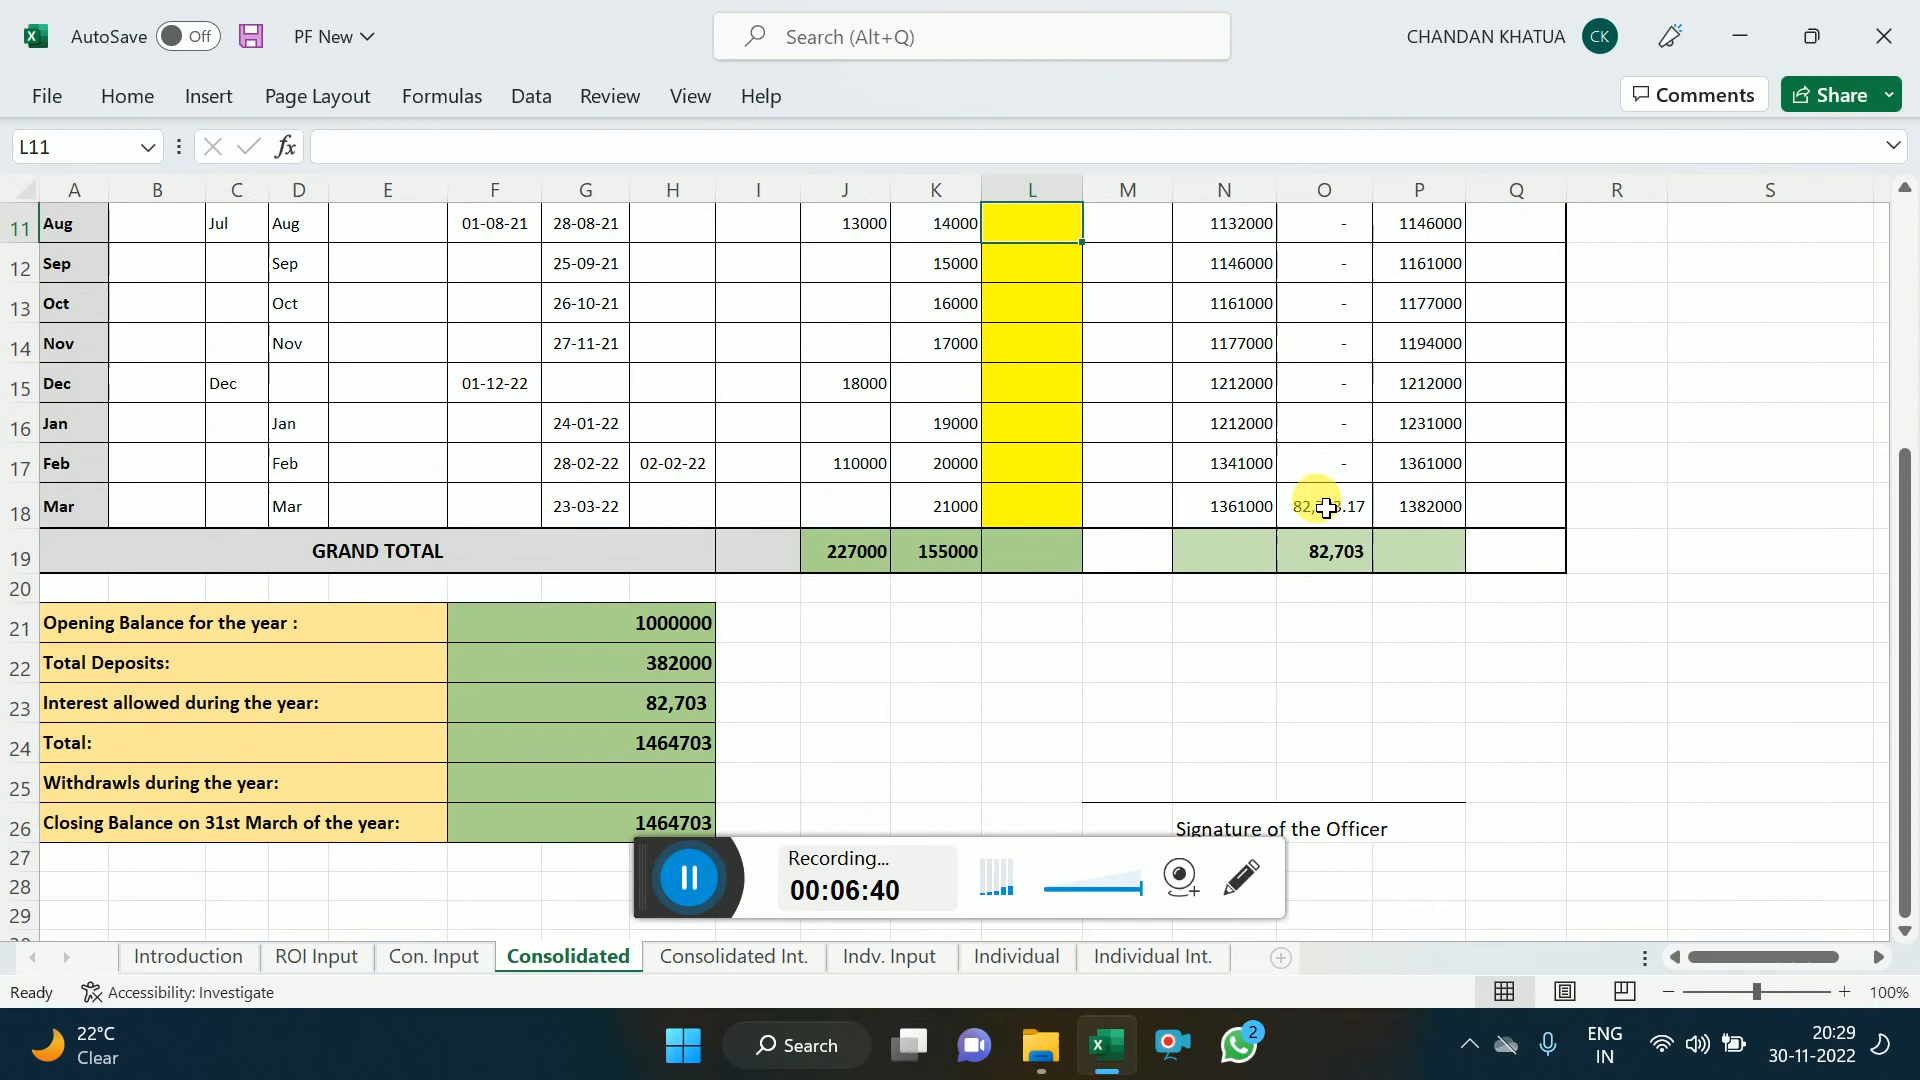 AutoSave Off PF New Search (Alt+Q) CHANDAN KHATUA CK
File Home Insert Page Layout Formulas Data Review View Help Comments Share
L11 fx
A B C D E F G H I J K L M N O P Q R S
11 Aug Jul Aug 01-08-21 28-08-21 13000 14000 1132000 - 1146000
12 Sep Sep 25-09-21 15000 1146000 - 1161000
13 Oct Oct 26-10-21 16000 1161000 - 1177000
14 Nov Nov 27-11-21 17000 1177000 - 1194000
15 Dec Dec 01-12-22 18000 1212000 - 1212000
16 Jan Jan 24-01-22 19000 1212000 - 1231000
17 Feb Feb 28-02-22 02-02-22 110000 20000 1341000 - 1361000
18 Mar Mar 23-03-22 21000 1361000 1382000
19 GRAND TOTAL 227000 155000 82,703
20
21 Opening Balance for the year : 1000000
22 Total Deposits: 382000
23 Interest allowed during the year: 82,703
24 Total: 1464703
25 Withdrawls during the year:
26 Closing Balance on 31st March of the year: 1464703 Signature of the Officer
27
28
29
Recording...
00:06:40
Introduction ROI Input Con. Input Consolidated Consolidated Int. Indv. Input Individual Individual Int.
Ready Accessibility: Investigate 100%
22°C
Clear
Search
2
ENG
IN
20:29
30-11-2022